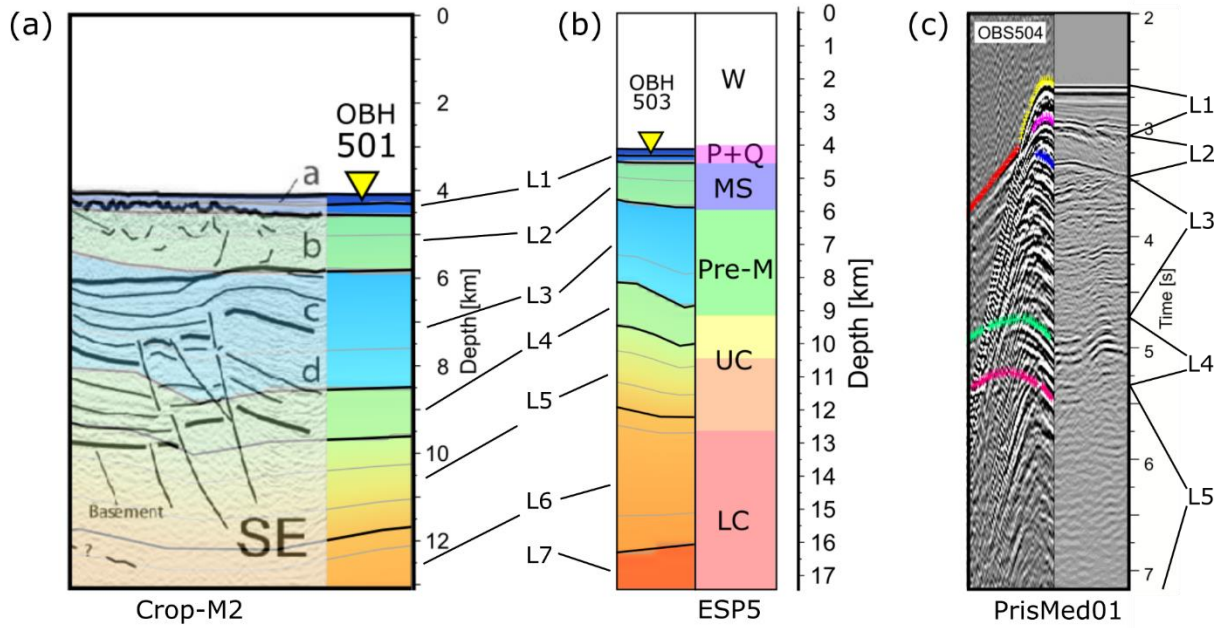 (a)
0
2
4
6
8
10
12
Depth [km]
OBH
501
a
b
c
d
Basement
?
SE
Crop-M2
L1
L2
L3
L4
L5
L6
L7
(b)
OBH
503
W
P+Q
MS
Pre-M
UC
LC
0
1
2
3
4
5
6
7
8
9
10
11
12
13
14
15
16
17
Depth [km]
ESP5
(c)
OBS504
2
3
4
5
6
7
Time [s]
L1
L2
L3
L4
L5
PrisMed01